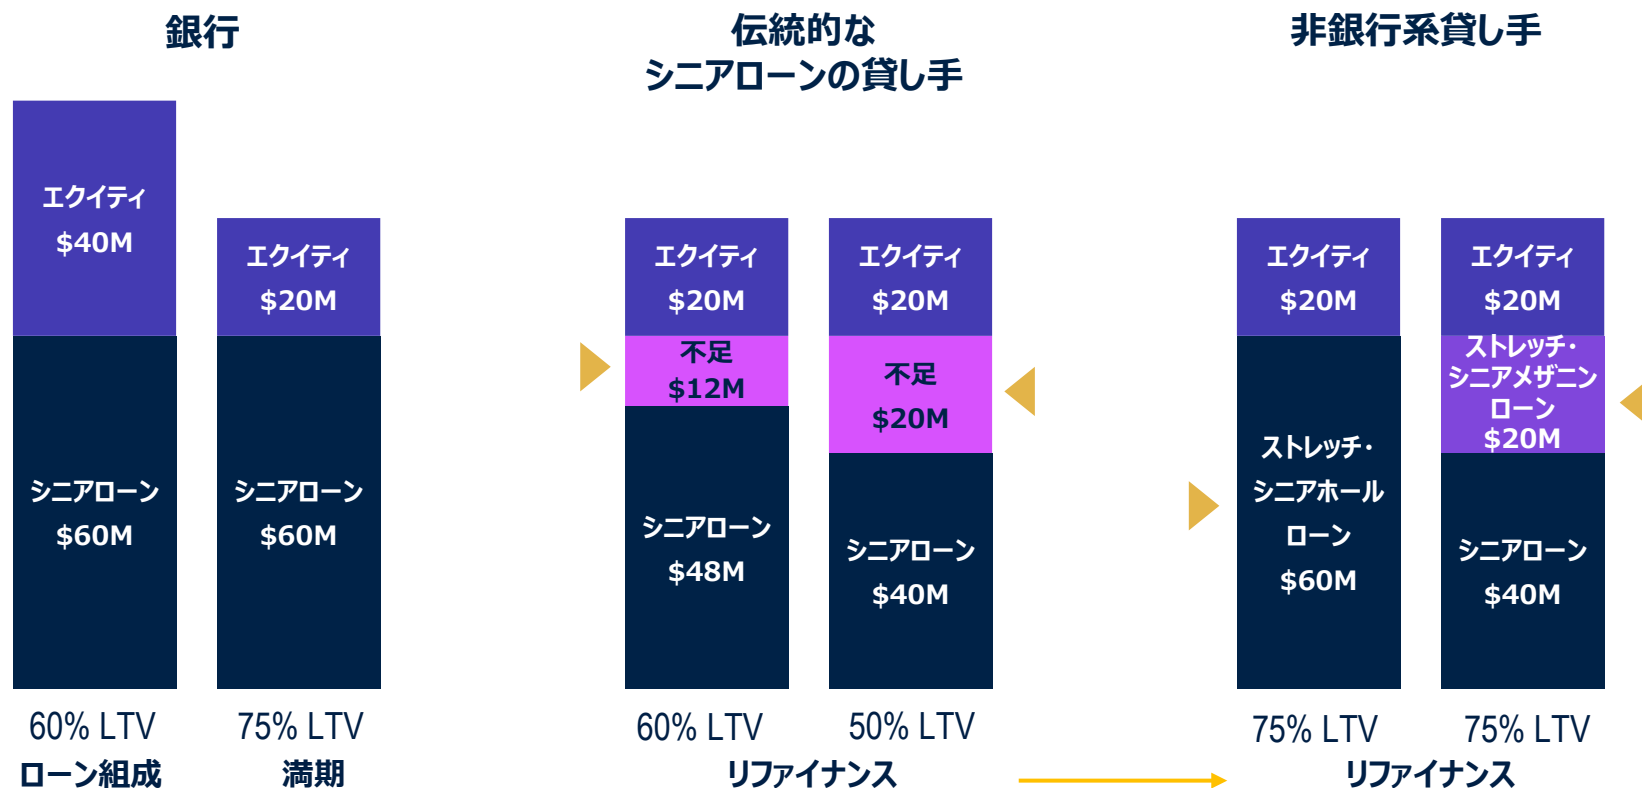 銀行
エクイティ
$40M
シニアローン
$60M
60% LTV
ローン組成
エクイティ
$20M
シニアローン
$60M
75% LTV
満期
伝統的な
シニアローンの貸し手
エクイティ
$20M
不足
$12M
シニアローン
$48M
60% LTV
エクイティ
$20M
不足
$20M
シニアローン
$40M
50% LTV
リファイナンス
非銀行系貸し手
エクイティ
$20M
ストレッチ・
シニアホール
ローン
$60M
75% LTV
エクイティ
$20M
ストレッチ・
シニアメザニン
ローン
$20M
シニアローン
$40M
75% LTV
リファイナンス